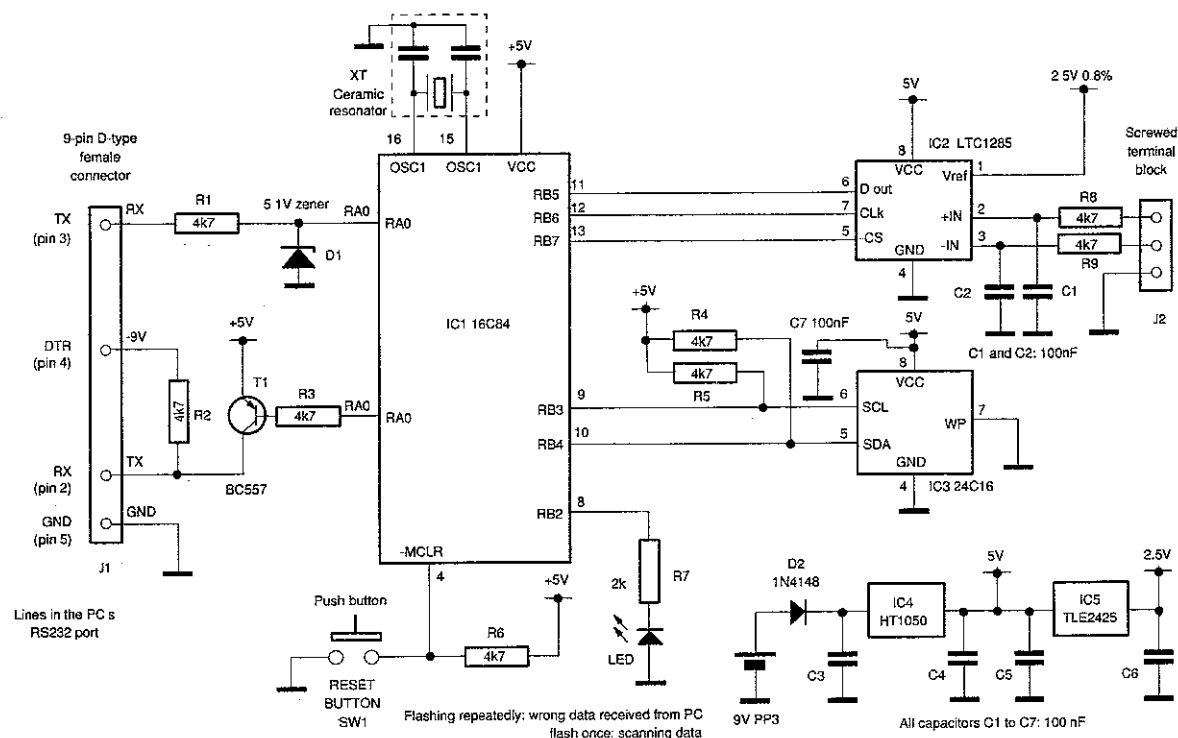 XT
Ceramic
resonator
16
15
+5V
OSC1
OSC1
VCC
9-pin D-type
female
connector
TX
(pin 3)
RX
R1
4k7
5 1V zener
D1
RA0
RA0
DTR
(pin 4)
-9V
4k7
R2
+5V
T1
BC557
R3
4k7
RA0
RA0
RX
(pin 2)
TX
GND
(pin 5)
GND
J1
Lines in the PC s
RS232 port
IC1 16C84
RB5
11
RB6
12
RB7
13
RB3
9
RB4
10
RB2
8
-MCLR
4
Push button
RESET
BUTTON
SW1
R6
4k7
+5V
2k
R7
LED
Flashing repeatedly: wrong data received from PC
flash once: scanning data
5V
8
IC2 LTC1285
2 5V 0.8%
VCC
Vref
1
6
D out
7
CLk
5
-CS
+IN
2
-IN
3
GND
4
R8
4k7
4k7
R9
Screwed
terminal
block
J2
C2
C1
C1 and C2: 100nF
+5V
R4
4k7
4k7
R5
C7 100nF
5V
8
VCC
6
SCL
5
SDA
WP
7
GND
4
IC3 24C16
D2
1N4148
9V PP3
C3
IC4
HT1050
C4
5V
C5
IC5
TLE2425
2.5V
C6
All capacitors C1 to C7: 100 nF